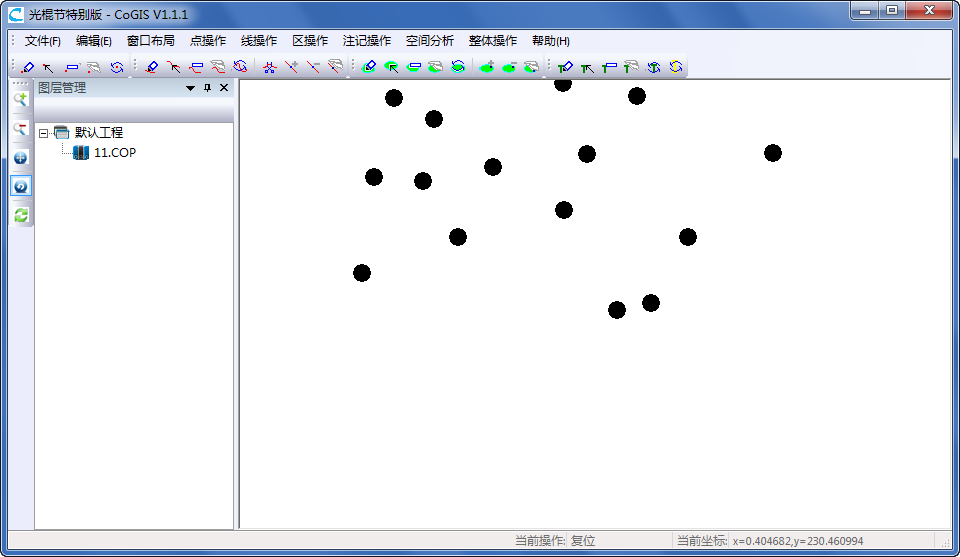 光棍节特别版 - CoGIS V1.1.1
文件(F) 编辑(E) 窗口布局 点操作 线操作 区操作 注记操作 空间分析 整体操作 帮助(H)
图层管理
默认工程
11.COP
当前操作: 复位 当前坐标: x=0.404682,y=230.460994